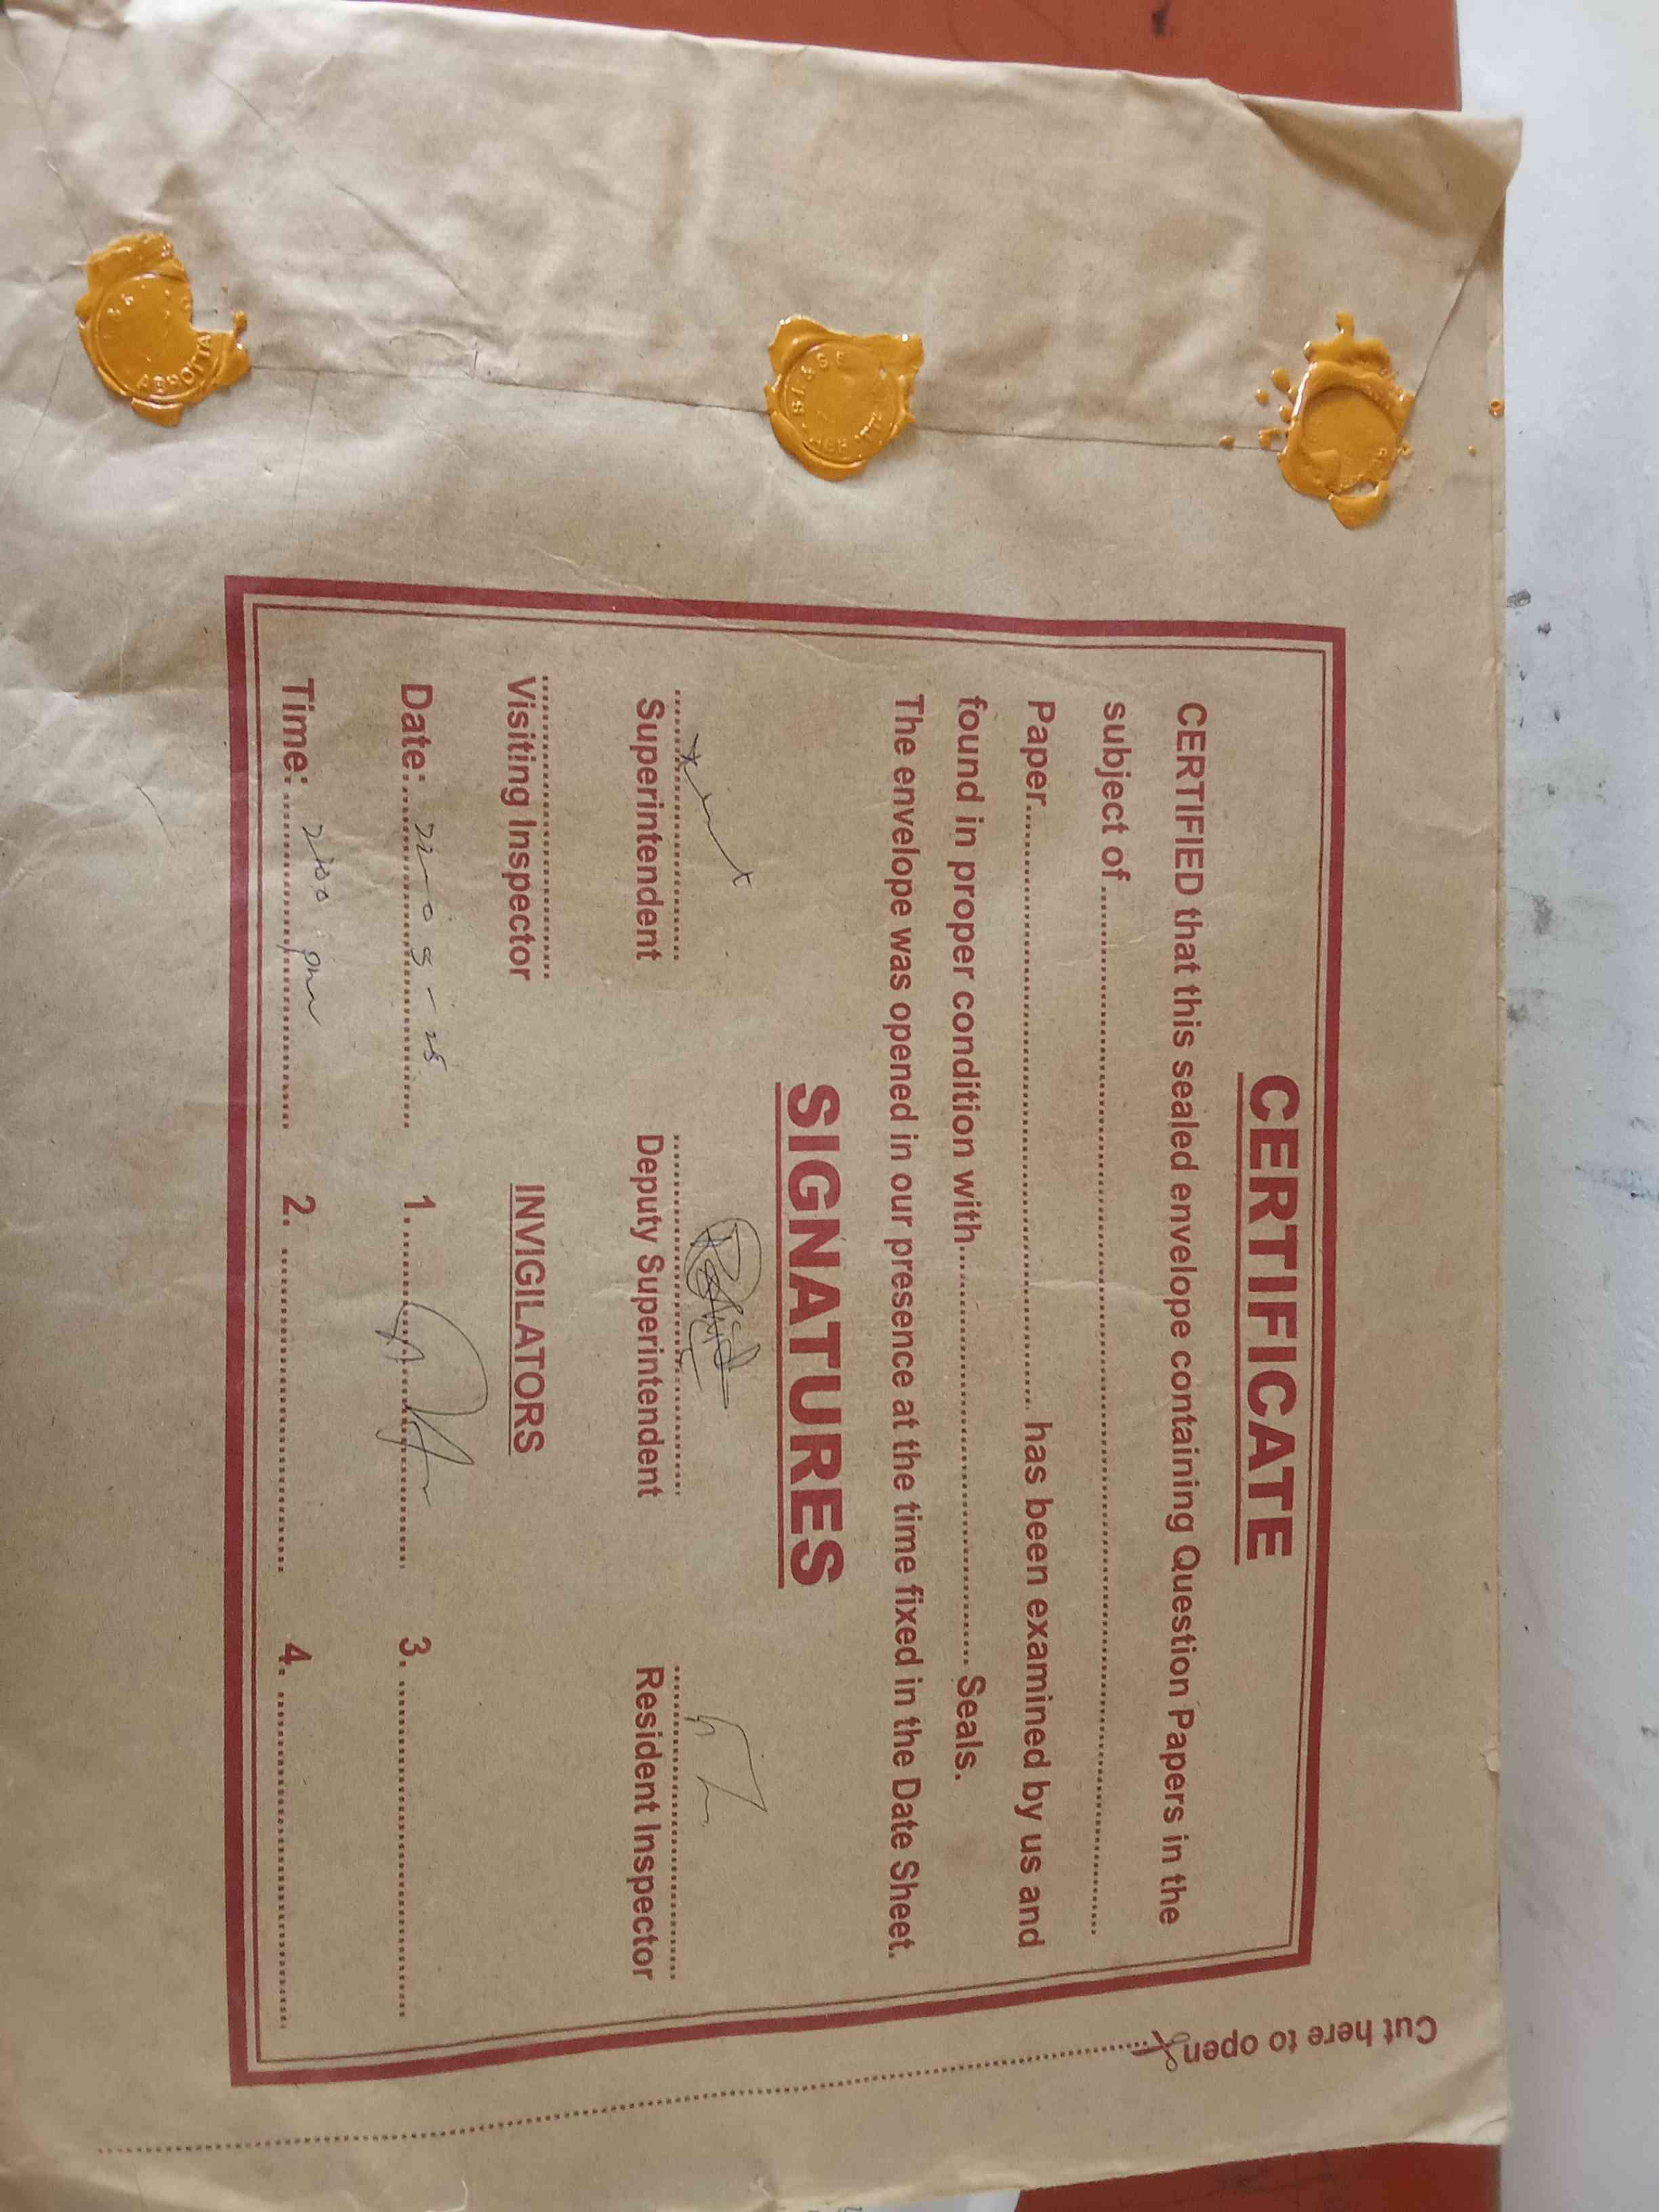 CERTIFICATE
CERTIFIED that this sealed envelope containing Question Papers in the
subject of
Paper has been examined by us and
found in proper condition with Seals.
The envelope was opened in our presence at the time fixed in the Date Sheet.
SIGNATURES
Superintendent Deputy Superintendent Resident Inspector
Visiting Inspector INVIGILATORS
Date: 1. 3.
Time: 2:00 pm 2. 4.
Cut here to open